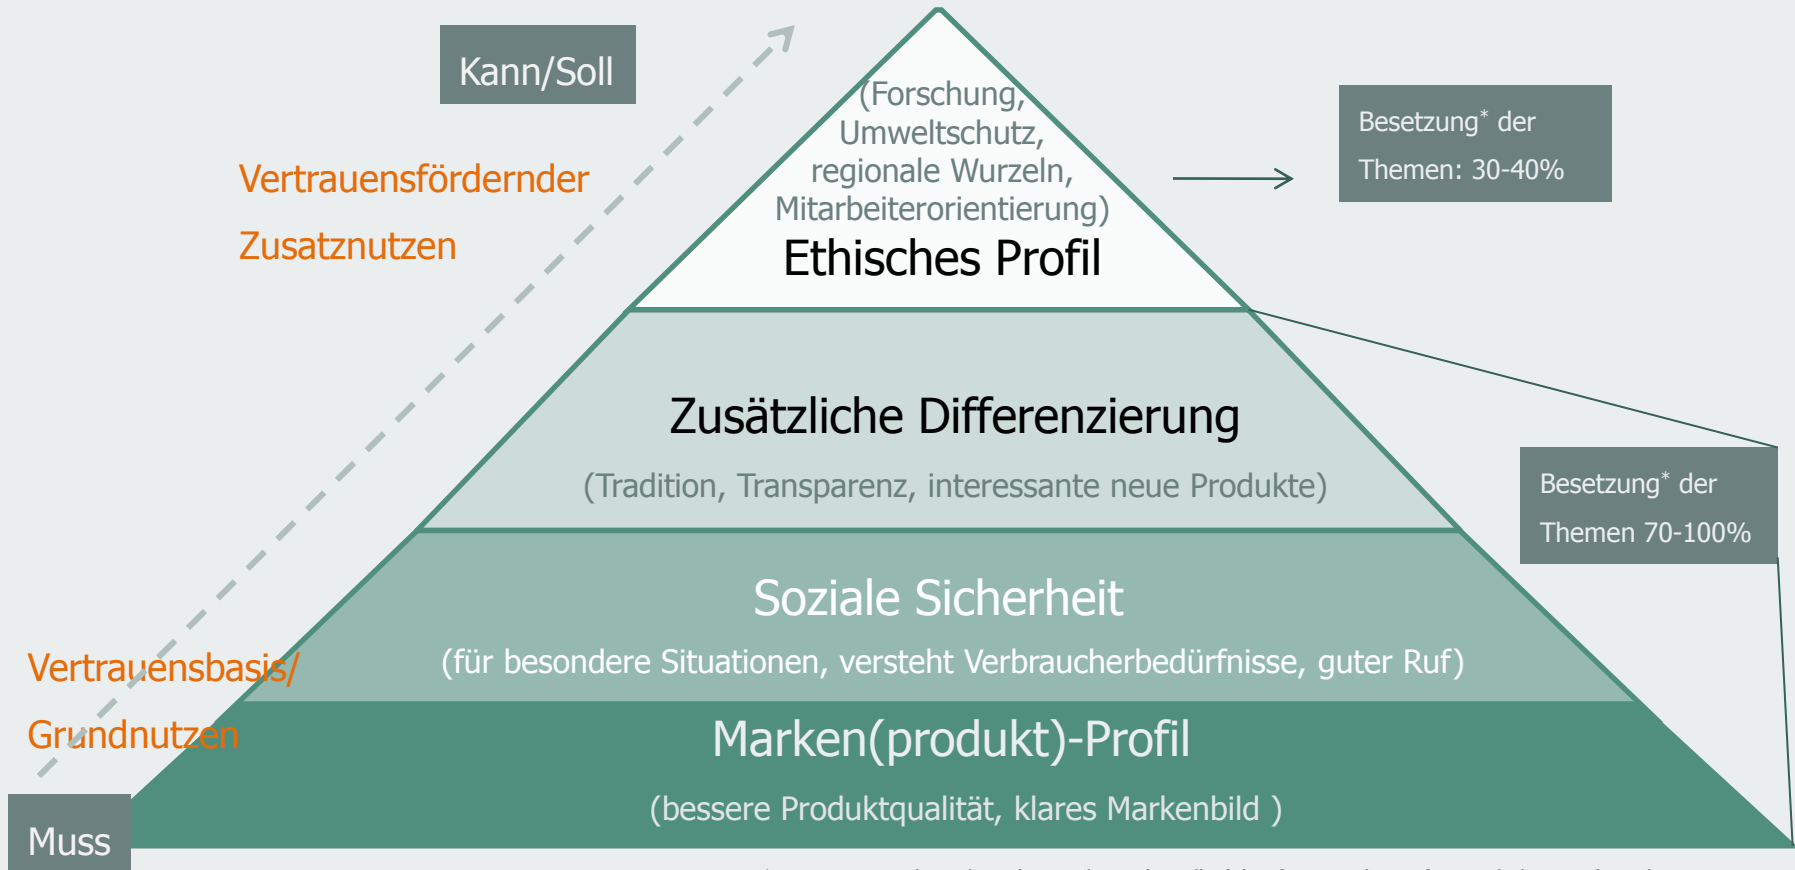 Kann/Soll
(Forschung,
Umweltschutz,
regionale Wurzeln,
Mitarbeiterorientierung)
Ethisches Profil
Besetzung* der
Themen: 30-40%
Vertrauensfördernder
Zusatznutzen
Zusätzliche Differenzierung
(Tradition, Transparenz, interessante neue Produkte)
Besetzung* der
Themen 70-100%
Soziale Sicherheit
(für besondere Situationen, versteht Verbraucherbedürfnisse, guter Ruf)
Vertrauensbasis/
Grundnutzen
Marken(produkt)-Profil
(bessere Produktqualität, klares Markenbild )
Muss